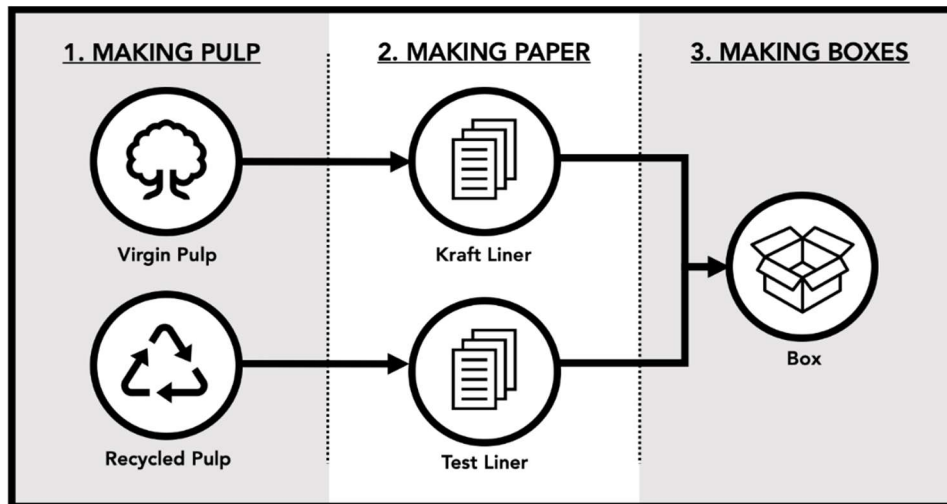 1. MAKING PULP
2. MAKING PAPER
3. MAKING BOXES
Virgin Pulp
Kraft Liner
Box
Recycled Pulp
Test Liner